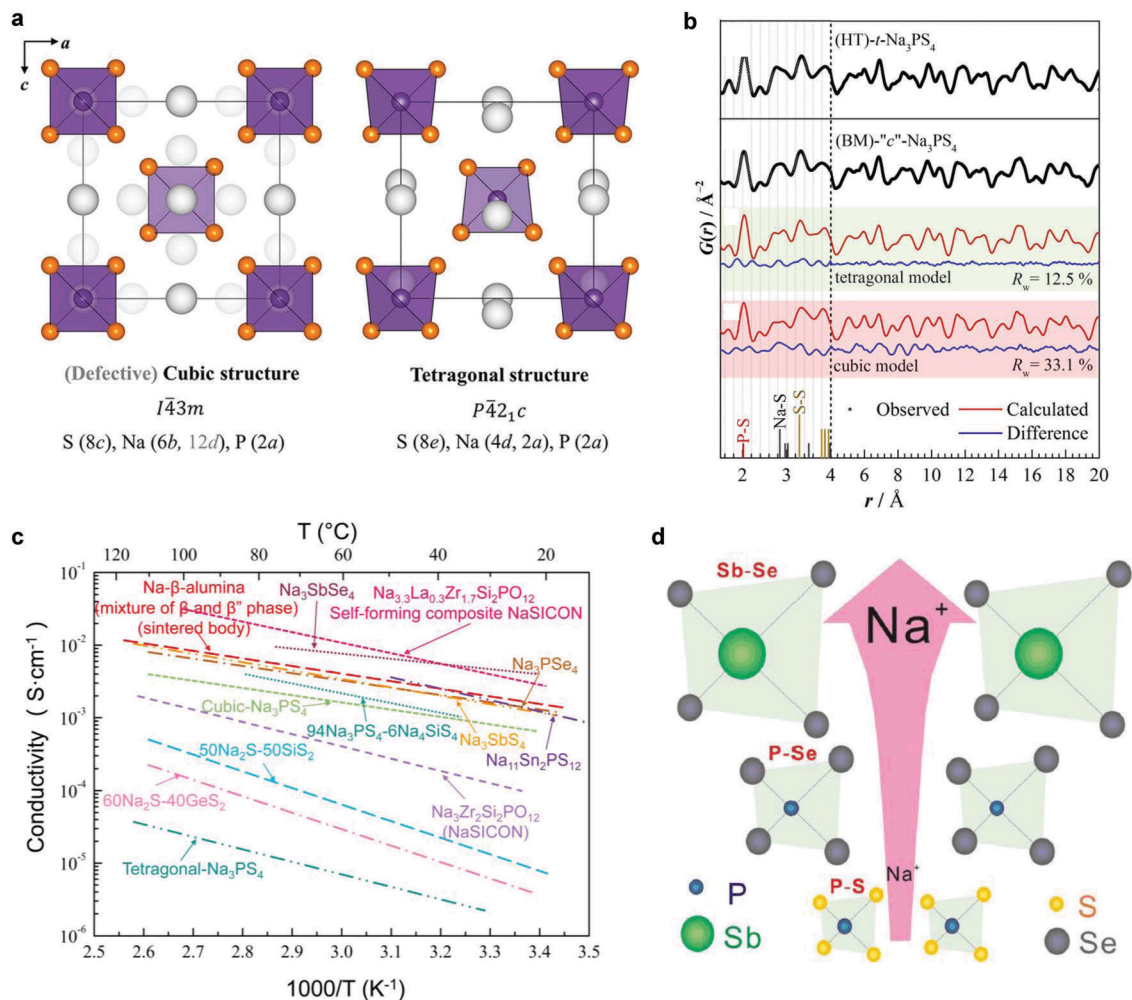 a
a
c
(Defective) Cubic structure
I4̅3m
S (8c), Na (6b, 12d), P (2a)
Tetragonal structure
P4̅2₁c
S (8e), Na (4d, 2a), P (2a)
b
G(r) / Å⁻²
(HT)-t-Na₃PS₄
(BM)-"c"-Na₃PS₄
tetragonal model R_w = 12.5 %
cubic model R_w = 33.1 %
P-S
Na-S
S-S
Observed
Calculated
Difference
2 3 4 6 8 10 12 14 16 18 20
r / Å
c
T (°C)
120 100 80 60 40 20
Conductivity ( S·cm⁻¹)
10⁻¹
10⁻²
10⁻³
10⁻⁴
10⁻⁵
10⁻⁶
Na-β-alumina
(mixture of β and β" phase)
(sintered body)
Na₃SbSe₄
Na₃.₃La₀.₃Zr₁.₇Si₂PO₁₂
Self-forming composite NaSICON
Na₃PSe₄
Cubic-Na₃PS₄
94Na₃PS₄-6Na₄SiS₄
Na₃SbS₄
Na₁₁Sn₂PS₁₂
50Na₂S-50SiS₂
60Na₂S-40GeS₂
Na₃Zr₂Si₂PO₁₂
(NaSICON)
Tetragonal-Na₃PS₄
2.5 2.6 2.7 2.8 2.9 3.0 3.1 3.2 3.3 3.4 3.5
1000/T (K⁻¹)
d
Sb-Se
Na⁺
P-Se
Na⁺
P-S
P
Sb
S
Se